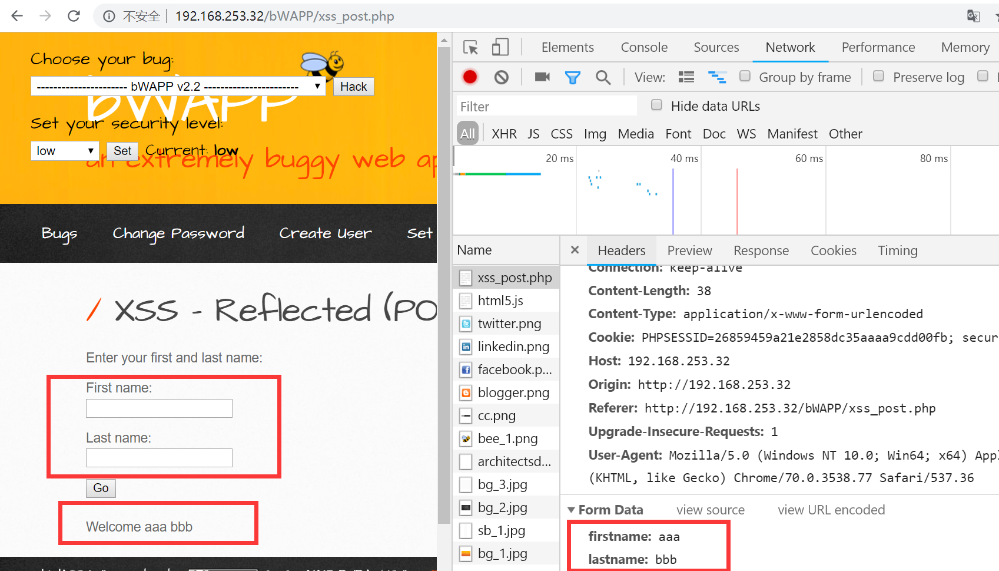 不安全 | 192.168.253.32/bWAPP/xss_post.php
Choose your bug:
---------------------- bWAPP v2.2 -----------------------
Hack
bWAPP
Set your security level:
low
Set
Current: low
an extremely buggy web ap
Bugs
Change Password
Create User
Set
/ XSS - Reflected (PO
Enter your first and last name:
First name:
Last name:
Go
Welcome aaa bbb
Elements Console Sources Network Performance Memory
View: Group by frame Preserve log
Filter
Hide data URLs
All XHR JS CSS Img Media Font Doc WS Manifest Other
20 ms 40 ms 60 ms 80 ms
Name
xss_post.php
html5.js
twitter.png
linkedin.png
facebook.p...
blogger.png
cc.png
bee_1.png
architectsd...
bg_3.jpg
bg_2.jpg
sb_1.jpg
bg_1.jpg
× Headers Preview Response Cookies Timing
Connection: keep-alive
Content-Length: 38
Content-Type: application/x-www-form-urlencoded
Cookie: PHPSESSID=26859459a21e2858dc35aaaa9cdd00fb; secur
Host: 192.168.253.32
Origin: http://192.168.253.32
Referer: http://192.168.253.32/bWAPP/xss_post.php
Upgrade-Insecure-Requests: 1
User-Agent: Mozilla/5.0 (Windows NT 10.0; Win64; x64) Appl
(KHTML, like Gecko) Chrome/70.0.3538.77 Safari/537.36
Form Data view source view URL encoded
firstname: aaa
lastname: bbb